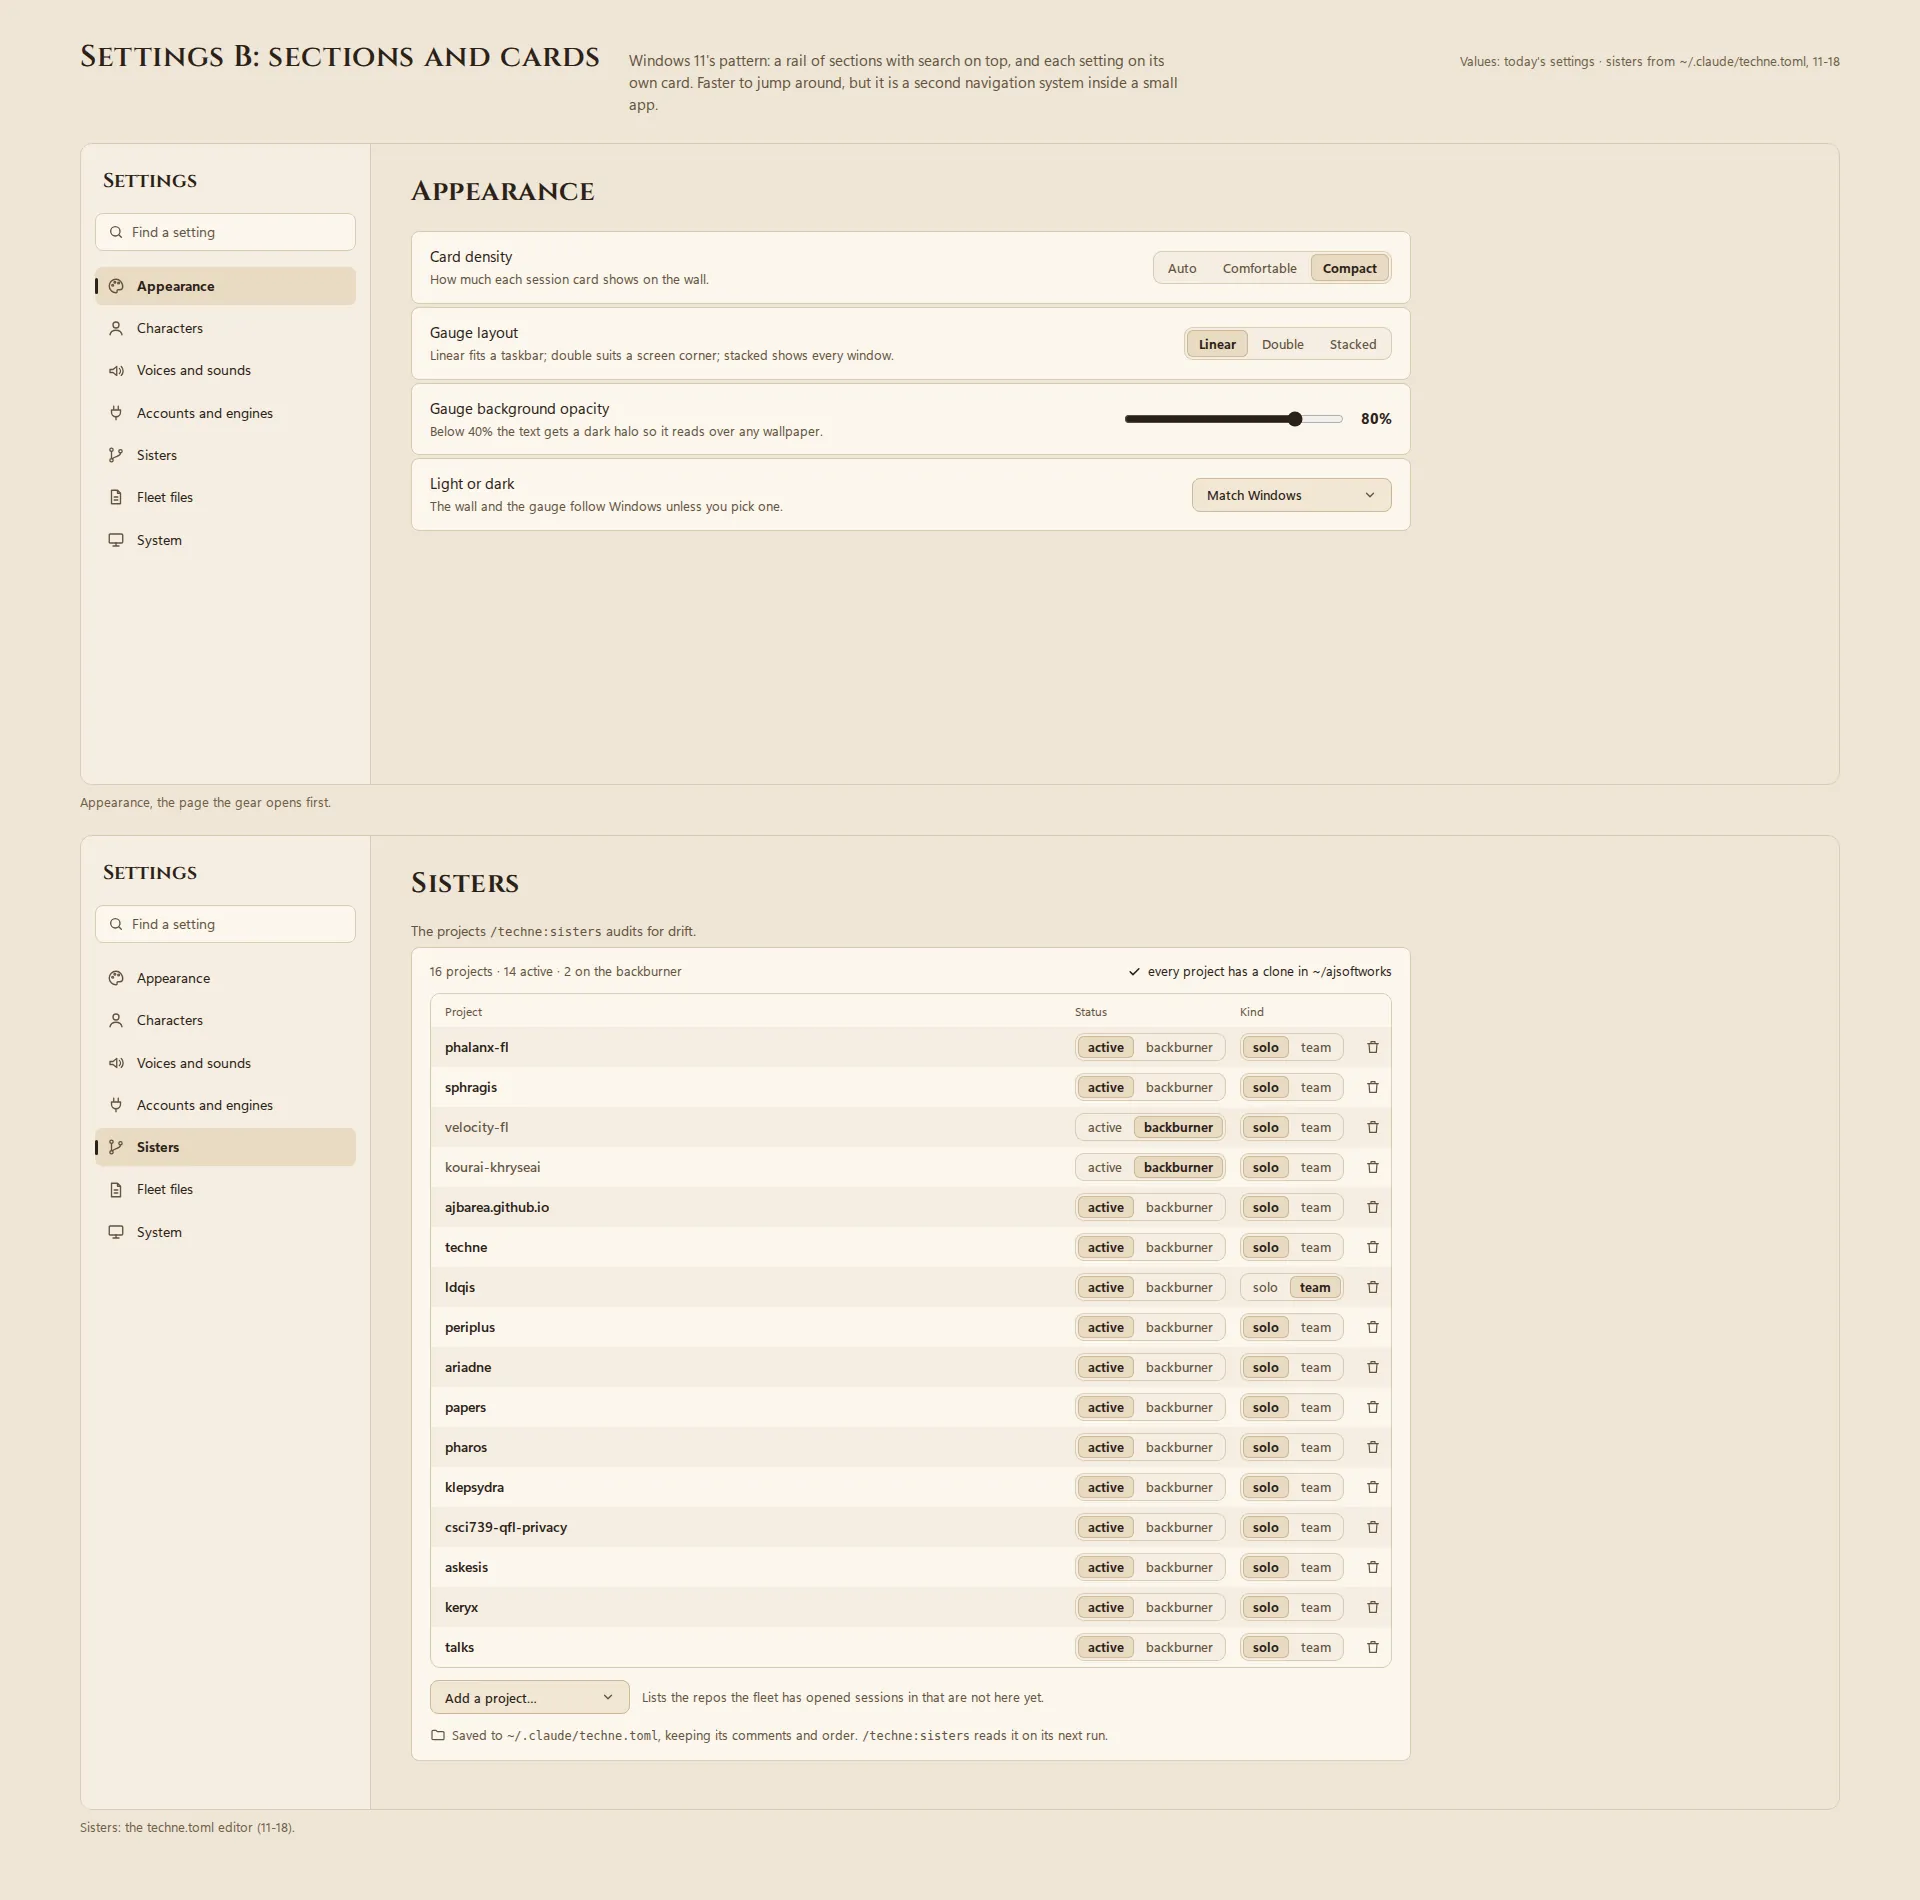 Settings B: sections and cards
Windows 11's pattern: a rail of sections with search on top, and each setting on its
own card. Faster to jump around, but it is a second navigation system inside a small
app.
Values: today's settings · sisters from ~/.claude/techne.toml, 11-18
Settings
Find a setting
Appearance
Characters
Voices and sounds
Accounts and engines
Sisters
Fleet files
System
Appearance
Card density
How much each session card shows on the wall.
Auto Comfortable Compact
Gauge layout
Linear fits a taskbar; double suits a screen corner; stacked shows every window.
Linear Double Stacked
Gauge background opacity
Below 40% the text gets a dark halo so it reads over any wallpaper.
80%
Light or dark
The wall and the gauge follow Windows unless you pick one.
Match Windows
Appearance, the page the gear opens first.
Settings
Find a setting
Appearance
Characters
Voices and sounds
Accounts and engines
Sisters
Fleet files
System
Sisters
The projects /techne:sisters audits for drift.
16 projects · 14 active · 2 on the backburner
every project has a clone in ~/ajsoftworks
Project Status Kind
phalanx-fl active backburner solo team
sphragis active backburner solo team
velocity-fl active backburner solo team
kourai-khryseai active backburner solo team
ajbarea.github.io active backburner solo team
techne active backburner solo team
ldqis active backburner solo team
periplus active backburner solo team
ariadne active backburner solo team
papers active backburner solo team
pharos active backburner solo team
klepsydra active backburner solo team
csci739-qfl-privacy active backburner solo team
askesis active backburner solo team
keryx active backburner solo team
talks active backburner solo team
Add a project...
Lists the repos the fleet has opened sessions in that are not here yet.
Saved to ~/.claude/techne.toml, keeping its comments and order. /techne:sisters reads it on its next run.
Sisters: the techne.toml editor (11-18).